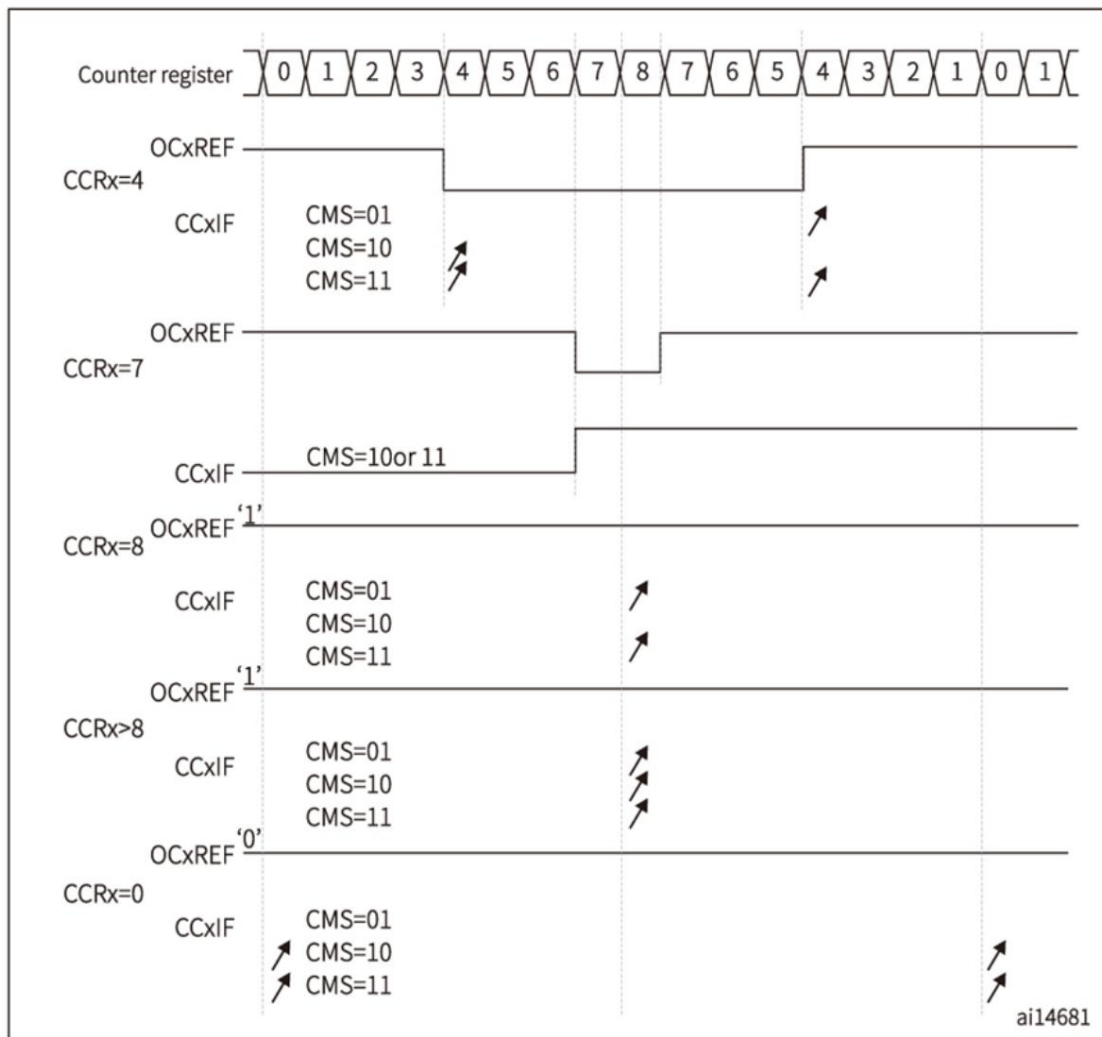 Counter register 0 1 2 3 4 5 6 7 8 7 6 5 4 3 2 1 0 1
OCxREF
CCRx=4
CCxIF CMS=01
CMS=10
CMS=11
OCxREF
CCRx=7
CCxIF CMS=10or 11
OCxREF '1'
CCRx=8
CCxIF CMS=01
CMS=10
CMS=11
OCxREF '1'
CCRx>8
CCxIF CMS=01
CMS=10
CMS=11
OCxREF '0'
CCRx=0
CCxIF CMS=01
CMS=10
CMS=11
ai14681